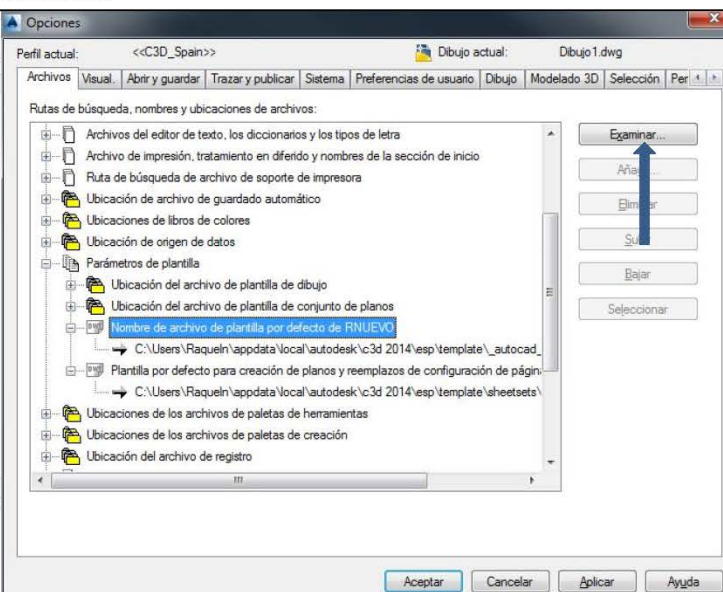 Opciones
Perfil actual: <<C3D_Spain>> Dibujo actual: Dibujo1.dwg
Archivos Visual. Abrir y guardar Trazar y publicar Sistema Preferencias de usuario Dibujo Modelado 3D Selección Per
Rutas de búsqueda, nombres y ubicaciones de archivos:
Archivos del editor de texto, los diccionarios y los tipos de letra
Examinar...
Archivo de impresión, tratamiento en diferido y nombres de la sección de inicio
Ruta de búsqueda de archivo de soporte de impresora
Ubicación de archivo de guardado automático
Ubicaciones de libros de colores
Ubicación de origen de datos
Parámetros de plantilla
Bajar
Ubicación del archivo de plantilla de dibujo
Ubicación del archivo de plantilla de conjunto de planos
Seleccionar
Nombre de archivo de plantilla por defecto de RNUEVO
C:\Users\Raqueln\appdata\local\autodesk\c3d 2014\esp\template\_autocad_
Plantilla por defecto para creación de planos y reemplazos de configuración de página
C:\Users\Raqueln\appdata\local\autodesk\c3d 2014\esp\template\sheetsets\
Ubicaciones de los archivos de paletas de herramientas
Ubicaciones de los archivos de paletas de creación
Ubicación del archivo de registro
Aceptar Cancelar Aplicar Ayuda